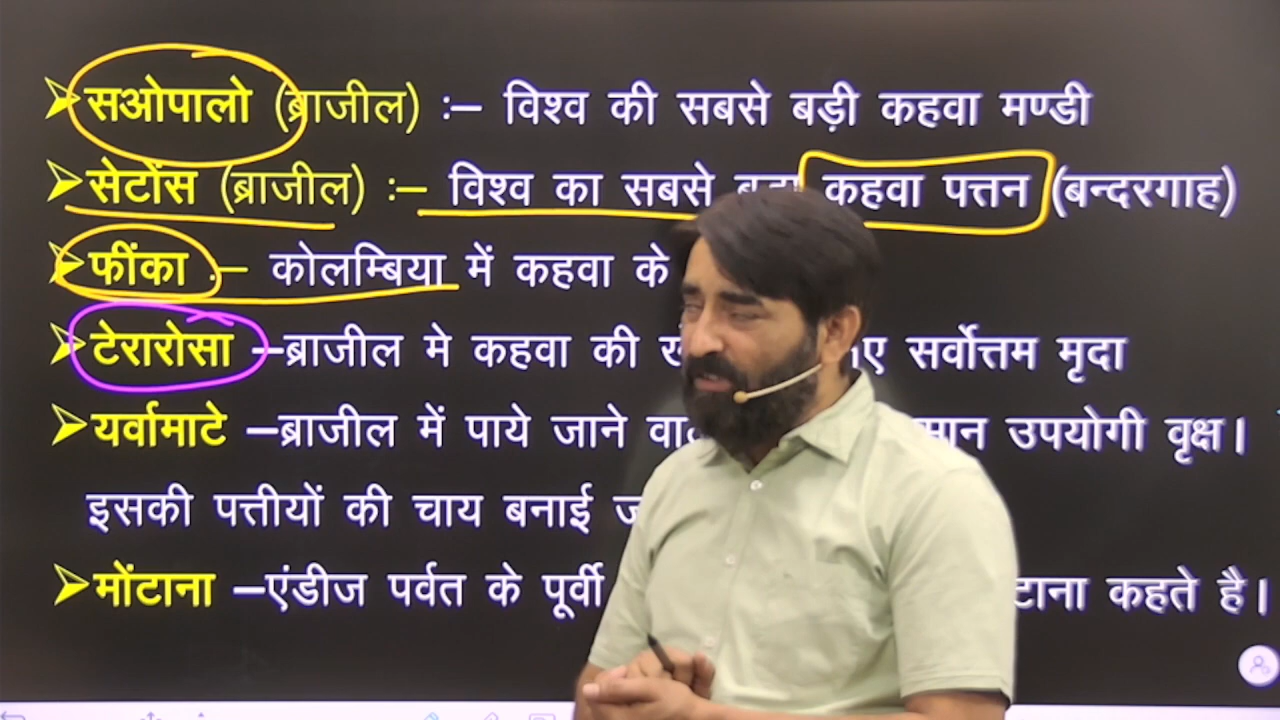 सओपालो (ब्राजील) :– विश्व की सबसे बड़ी कहवा मण्डी
सेटोंस (ब्राजील) :– विश्व का सबसे कहवा पत्तन (बन्दरगाह)
फींका :– कोलम्बिया में कहवा के
टेरारोसा –ब्राजील मे कहवा की सर्वोत्तम मृदा
यर्वामाटे –ब्राजील में पाये जाने उपयोगी वृक्ष।
इसकी पत्तीयों की चाय बनाई
मोंटाना –एंडीज पर्वत के पूर्वी कहते है।